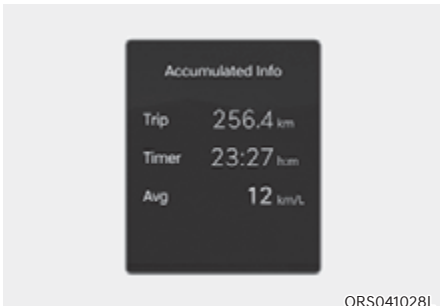 Accumulated Info
Trip 256.4 km
Timer 23:27 h:m
Avg 12 km/L
ORS041028L